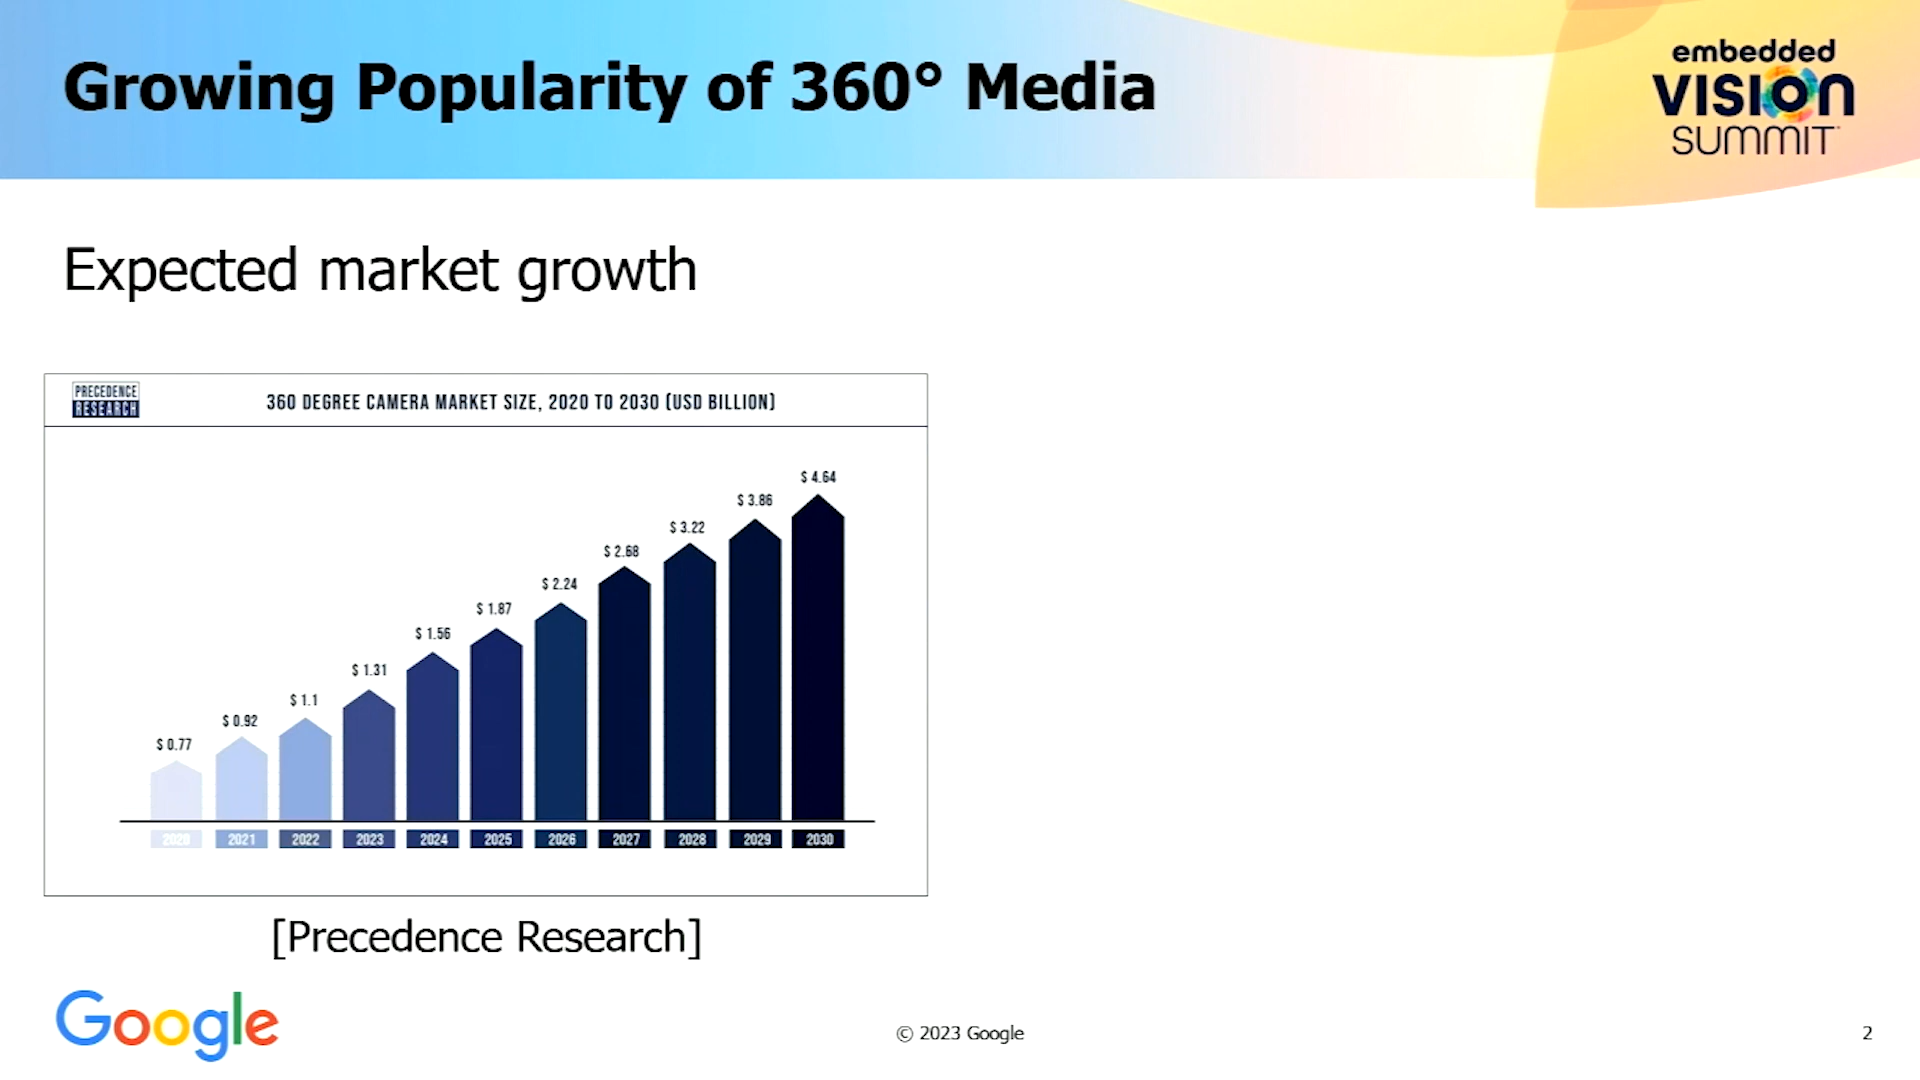 Growing Popularity of 360° Media
embedded
VISION
SUMMIT
Expected market growth
PRECEDENCE
RESEARCH
360 DEGREE CAMERA MARKET SIZE, 2020 TO 2030 (USD BILLION)
$ 0.77
$ 0.92
$ 1.1
$ 1.31
$ 1.56
$ 1.87
$ 2.24
$ 2.68
$ 3.22
$ 3.86
$ 4.64
2020 2021 2022 2023 2024 2025 2026 2027 2028 2029 2030
[Precedence Research]
Google
© 2023 Google
2